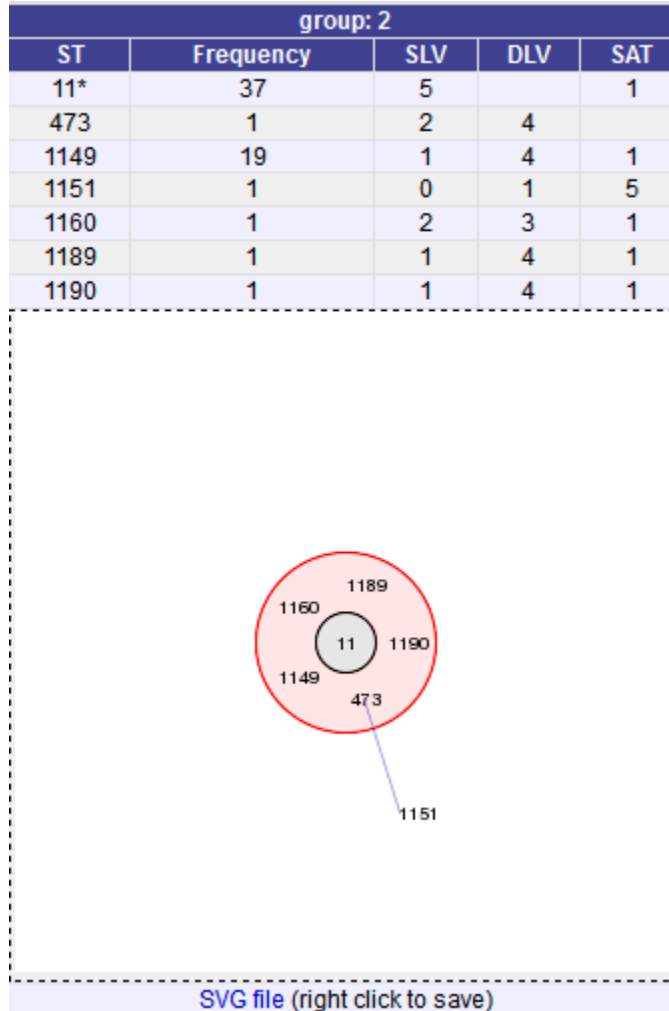 group: 2
ST Frequency SLV DLV SAT
11* 37 5 1
473 1 2 4
1149 19 1 4 1
1151 1 0 1 5
1160 1 2 3 1
1189 1 1 4 1
1190 1 1 4 1
1189
1160
11 1190
1149
473
1151
SVG file (right click to save)